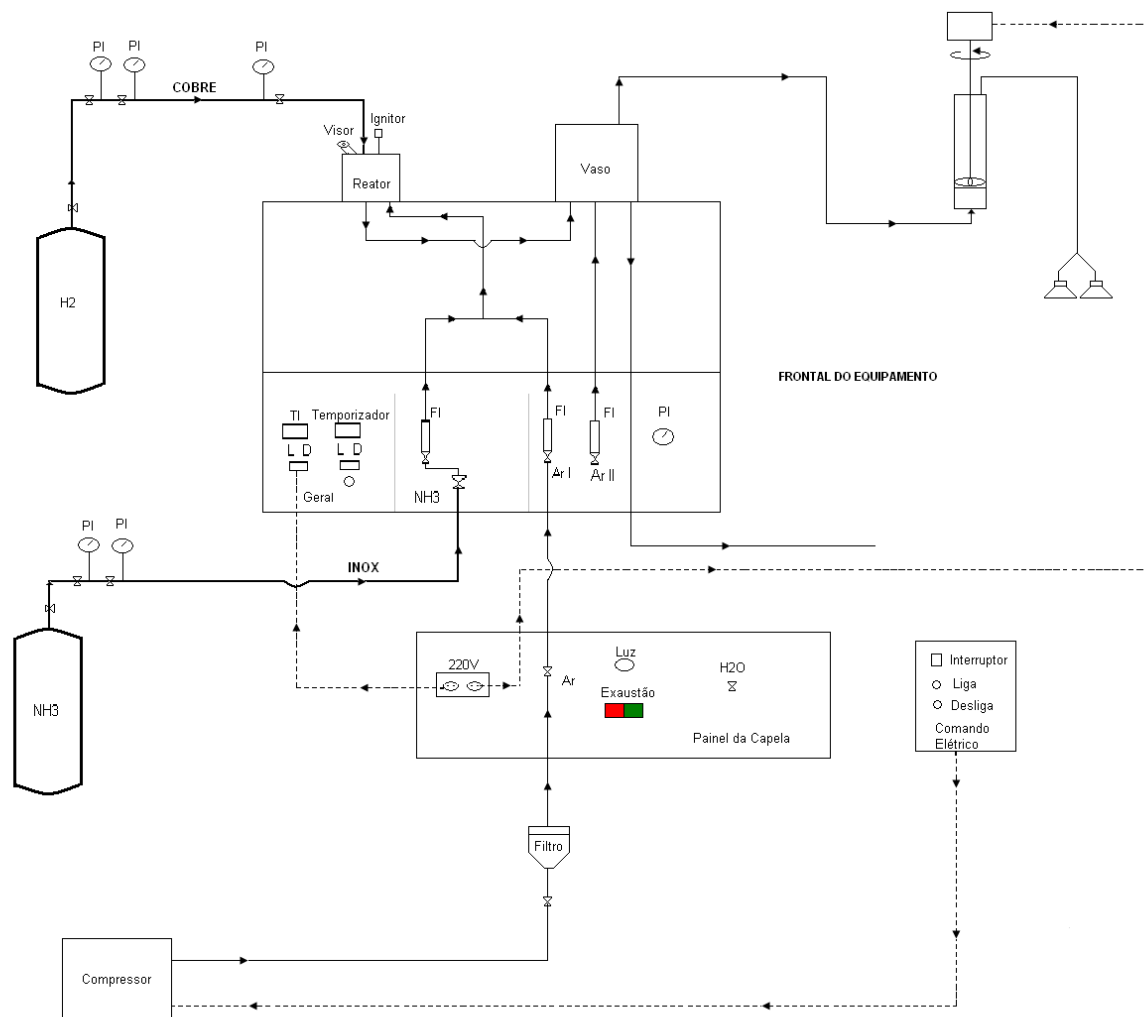 PI
PI
PI
COBRE
Ignitor
Visor
Reator
Vaso
H2
FRONTAL DO EQUIPAMENTO
TI
Temporizador
FI
FI
FI
PI
L D
L D
Ar I
Ar II
Geral
NH3
PI
PI
INOX
NH3
220V
Ar
Luz
H2O
Exaustão
Painel da Capela
Interruptor
Liga
Desliga
Comando
Elétrico
Filtro
Compressor